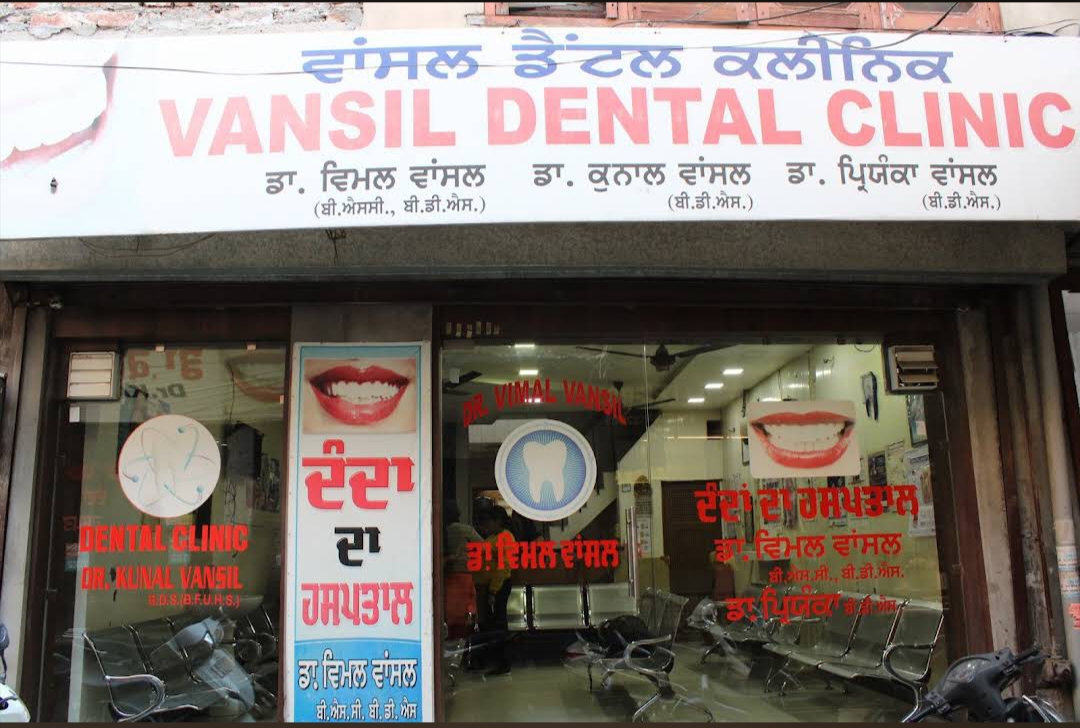 ਵਾਂਸਲ ਡੈਂਟਲ ਕਲੀਨਿਕ
VANSIL DENTAL CLINIC
ਡਾ. ਵਿਮਲ ਵਾਂਸਲ ਡਾ. ਕੁਨਾਲ ਵਾਂਸਲ ਡਾ. ਪ੍ਰਿਯੰਕਾ ਵਾਂਸਲ
(ਬੀ.ਐਸਸੀ., ਬੀ.ਡੀ.ਐਸ.) (ਬੀ.ਡੀ.ਐਸ.) (ਬੀ.ਡੀ.ਐਸ.)
DENTAL CLINIC
DR. KUNAL VANSIL
B.D.S.(B.F.U.H.S.)
ਦੰਦਾ
ਦਾ
ਹਸਪਤਾਲ
ਡਾ. ਵਿਮਲ ਵਾਂਸਲ
ਬੀ.ਐਸ.ਸੀ. ਬੀ.ਡੀ.ਐਸ
DR. VIMAL VANSIL
ਡਾ. ਵਿਮਲ ਵਾਂਸਲ
ਦੰਦਾਂ ਦਾ ਹਸਪਤਾਲ
ਡਾ. ਵਿਮਲ ਵਾਂਸਲ
ਬੀ.ਐਸ.ਸੀ., ਬੀ.ਡੀ.ਐਸ.
ਡਾ. ਪ੍ਰਿਯੰਕਾ ਬੀ.ਡੀ.ਐਸ.